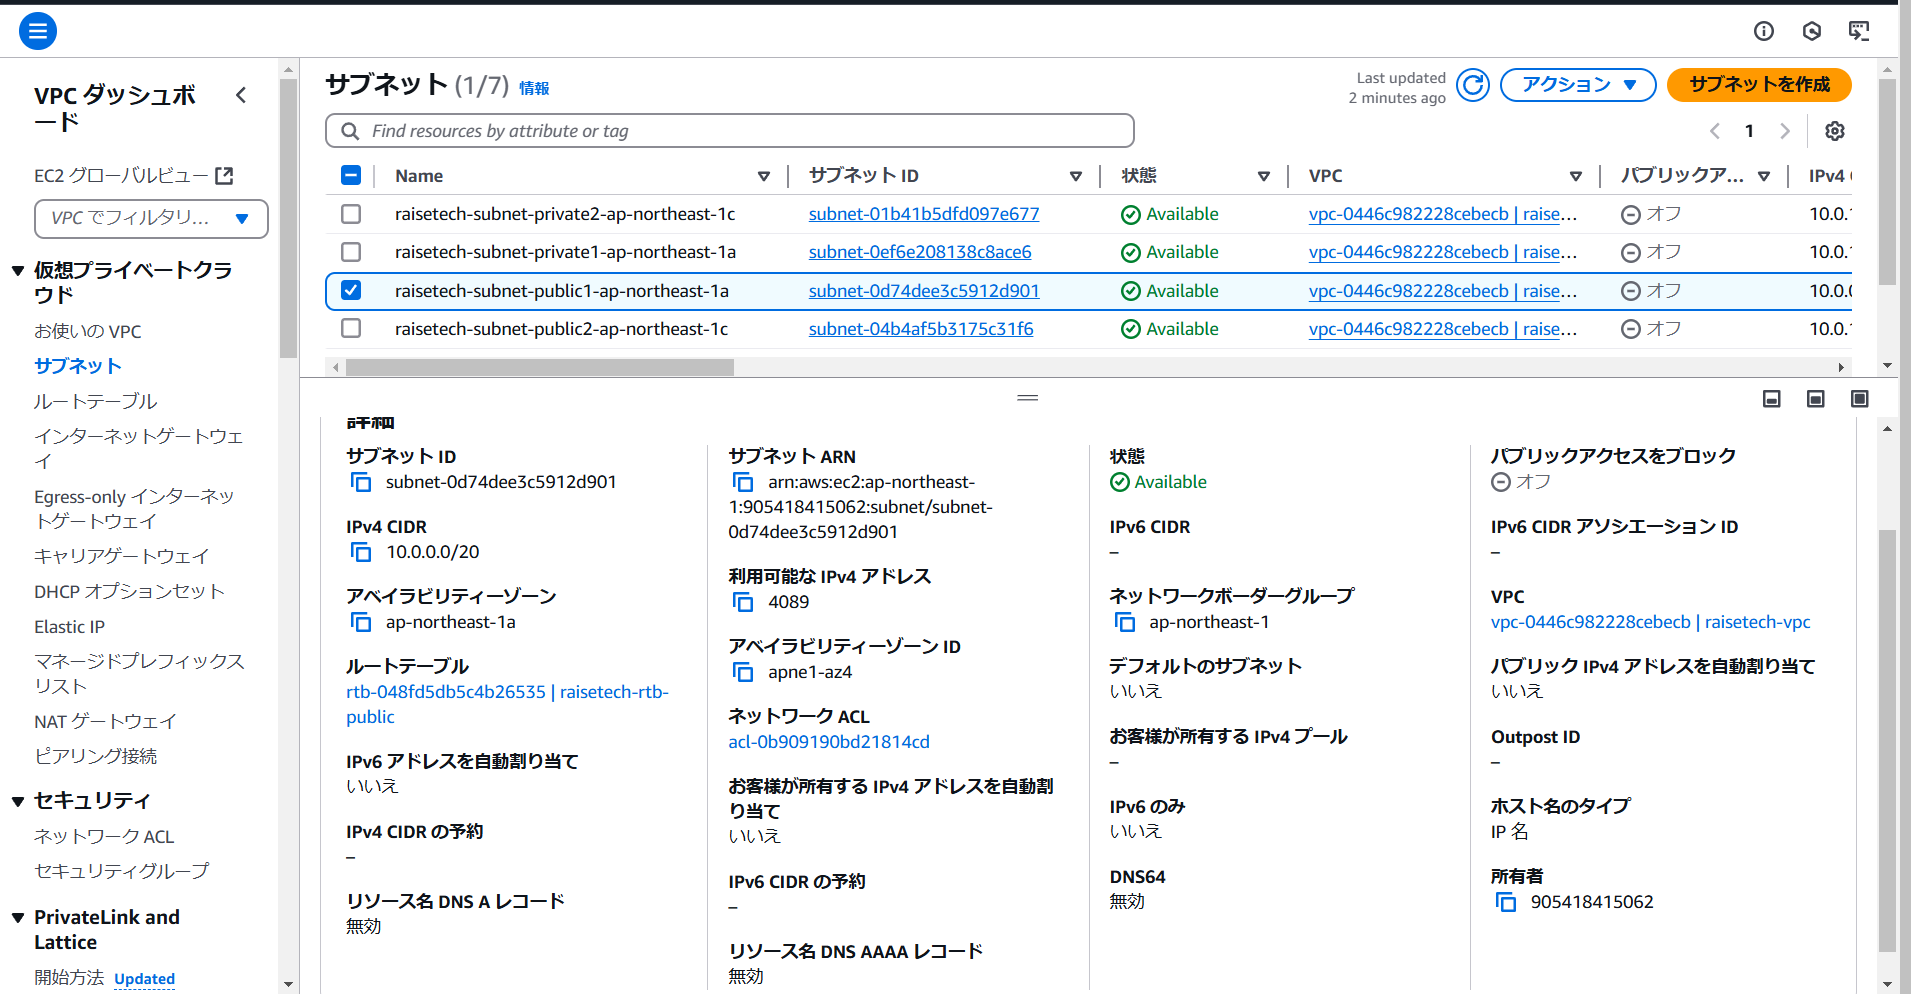 VPC ダッシュボ
ード
EC2 グローバルビュー
VPC でフィルタリ...
仮想プライベートクラ
ウド
お使いの VPC
サブネット
ルートテーブル
インターネットゲートウェ
イ
Egress-only インターネッ
トゲートウェイ
キャリアゲートウェイ
DHCP オプションセット
Elastic IP
マネージドプレフィックス
リスト
NAT ゲートウェイ
ピアリング接続
セキュリティ
ネットワーク ACL
セキュリティグループ
PrivateLink and
Lattice
開始方法 Updated
サブネット (1/7) 情報
Last updated
2 minutes ago
アクション
サブネットを作成
Find resources by attribute or tag
1
Name サブネット ID 状態 VPC パブリックア... IPv4
raisetech-subnet-private2-ap-northeast-1c subnet-01b41b5dfd097e677 Available vpc-0446c982228cebecb | raise... オフ 10.0.1
raisetech-subnet-private1-ap-northeast-1a subnet-0ef6e208138c8ace6 Available vpc-0446c982228cebecb | raise... オフ 10.0.1
raisetech-subnet-public1-ap-northeast-1a subnet-0d74dee3c5912d901 Available vpc-0446c982228cebecb | raise... オフ 10.0.0
raisetech-subnet-public2-ap-northeast-1c subnet-04b4af5b3175c31f6 Available vpc-0446c982228cebecb | raise... オフ 10.0.1
詳細
サブネット ID
subnet-0d74dee3c5912d901
IPv4 CIDR
10.0.0.0/20
アベイラビリティーゾーン
ap-northeast-1a
ルートテーブル
rtb-048fd5db5c4b26535 | raisetech-rtb-
public
IPv6 アドレスを自動割り当て
いいえ
IPv4 CIDR の予約
–
リソース名 DNS A レコード
無効
サブネット ARN
arn:aws:ec2:ap-northeast-
1:905418415062:subnet/subnet-
0d74dee3c5912d901
利用可能な IPv4 アドレス
4089
アベイラビリティーゾーン ID
apne1-az4
ネットワーク ACL
acl-0b909190bd21814cd
お客様が所有する IPv4 アドレスを自動割
り当て
いいえ
IPv6 CIDR の予約
–
リソース名 DNS AAAA レコード
無効
状態
Available
IPv6 CIDR
–
ネットワークボーダーグループ
ap-northeast-1
デフォルトのサブネット
いいえ
お客様が所有する IPv4 プール
–
IPv6 のみ
いいえ
DNS64
無効
パブリックアクセスをブロック
オフ
IPv6 CIDR アソシエーション ID
–
VPC
vpc-0446c982228cebecb | raisetech-vpc
パブリック IPv4 アドレスを自動割り当て
いいえ
Outpost ID
–
ホスト名のタイプ
IP 名
所有者
905418415062